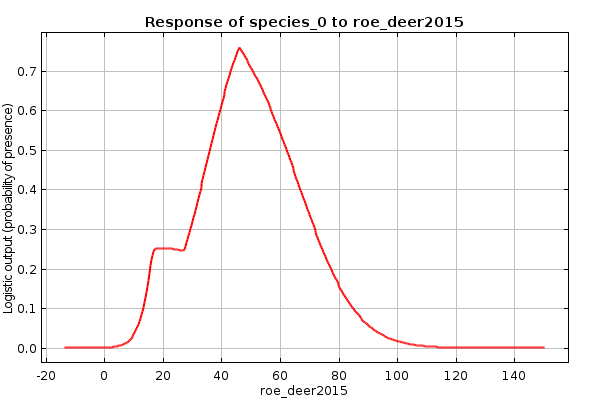 Response of species_0 to roe_deer2015
Logistic output (probability of presence)
0.7
0.6
0.5
0.4
0.3
0.2
0.1
0.0
-20 0 20 40 60 80 100 120 140
roe_deer2015